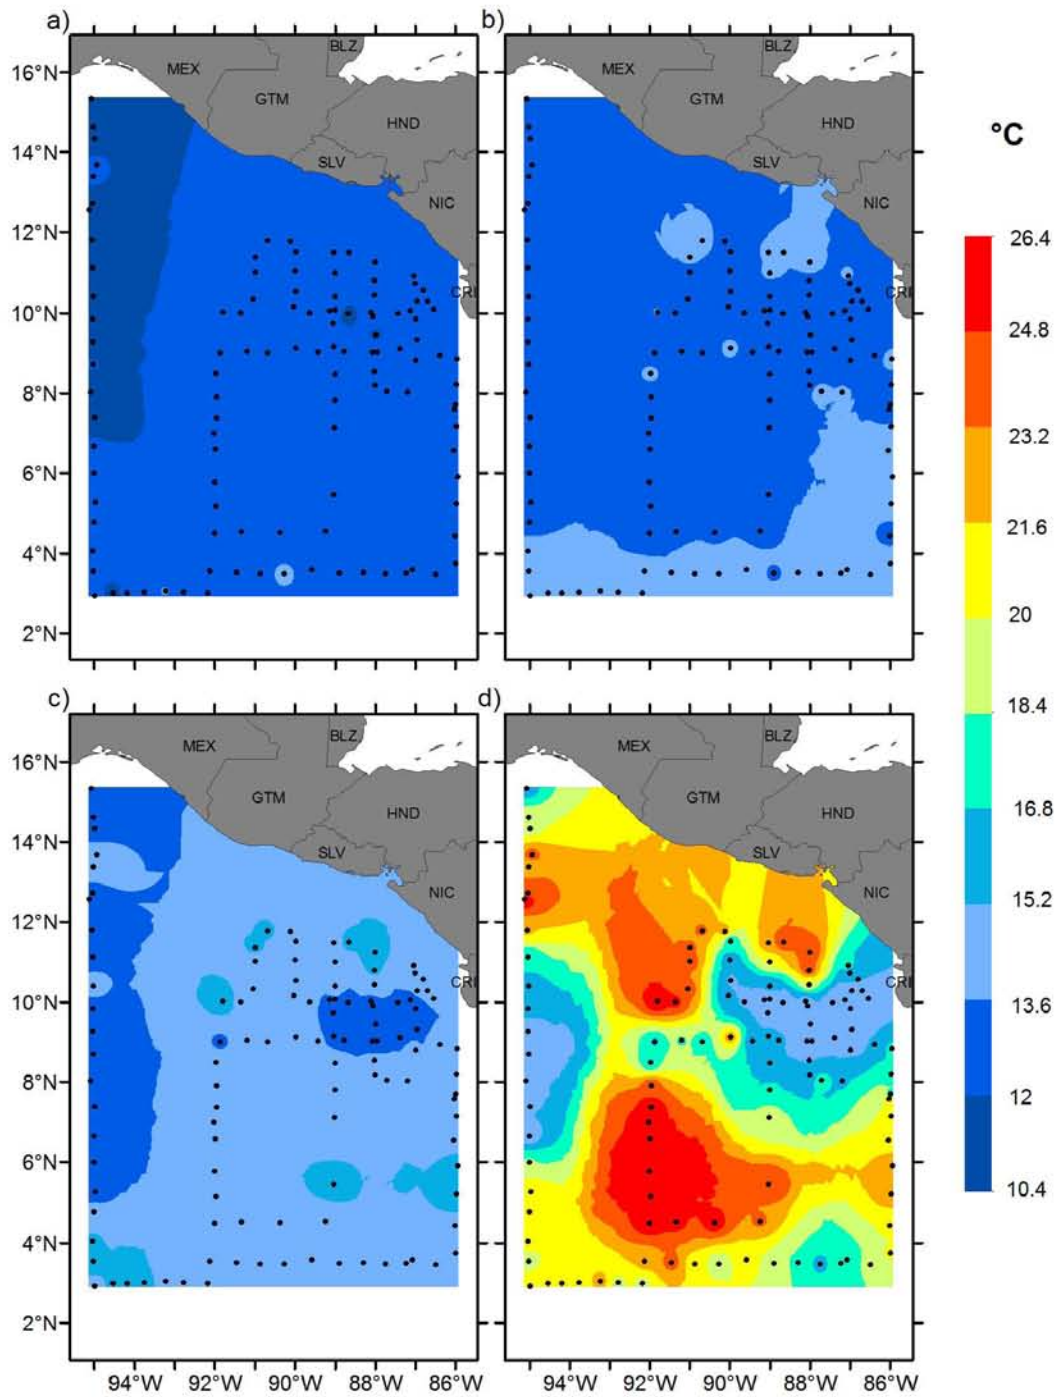 a)
b)
BLZ
BLZ
16°N
MEX
MEX
GTM
GTM
HND
HND
°C
14°N
SLV
SLV
NIC
NIC
12°N
26.4
CRI
CRI
10°N
24.8
8°N
23.2
6°N
21.6
4°N
20
2°N
c)
d)
18.4
BLZ
BLZ
16°N
MEX
MEX
GTM
GTM
16.8
HND
HND
14°N
SLV
SLV
15.2
NIC
NIC
12°N
CRI
CRI
10°N
13.6
8°N
12
6°N
10.4
4°N
2°N
94°W 92°W 90°W 88°W 86°W
94°W 92°W 90°W 88°W 86°W